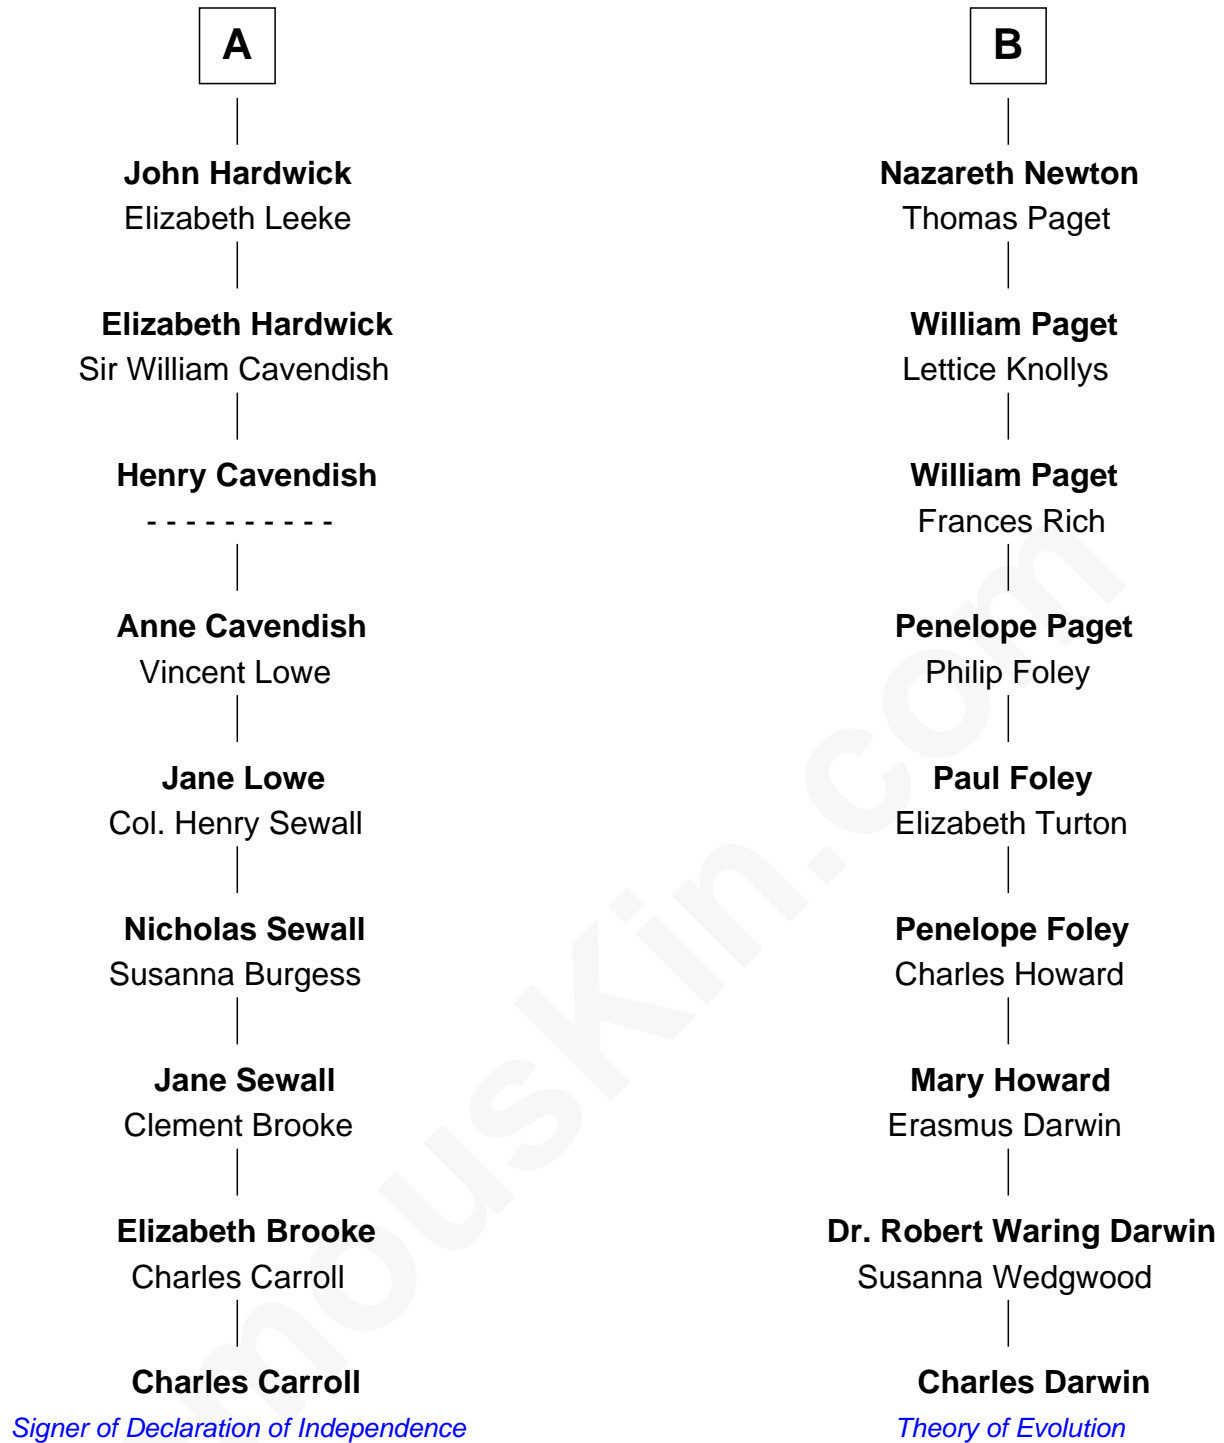 A
John Hardwick
Elizabeth Leeke
Elizabeth Hardwick
Sir William Cavendish
Henry Cavendish
- - - - - - - - - -
Anne Cavendish
Vincent Lowe
Jane Lowe
Col. Henry Sewall
Nicholas Sewall
Susanna Burgess
Jane Sewall
Clement Brooke
Elizabeth Brooke
Charles Carroll
Charles Carroll
Signer of Declaration of Independence
B
Nazareth Newton
Thomas Paget
William Paget
Lettice Knollys
William Paget
Frances Rich
Penelope Paget
Philip Foley
Paul Foley
Elizabeth Turton
Penelope Foley
Charles Howard
Mary Howard
Erasmus Darwin
Dr. Robert Waring Darwin
Susanna Wedgwood
Charles Darwin
Theory of Evolution
mousKin.com